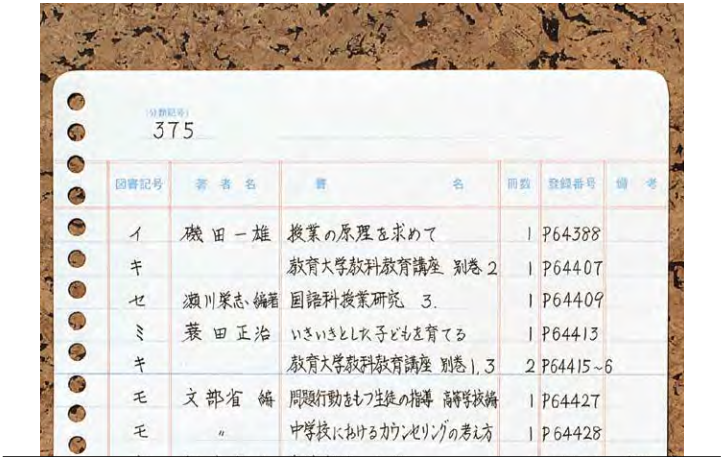 (分類記号)
375
図書記号 著者名 書名 冊数 登録番号 備考
イ 磯田一雄 授業の原理を求めて 1 P64388
キ 教育大学教科教育講座 別巻2 1 P64407
セ 瀬川榮志、編著 国語科授業研究 3. 1 P64409
ミ 蓑田正治 いきいきとした子どもを育てる 1 P64413
キ 教育大学教科教育講座 別巻1,3 2 P64415~6
モ 文部省 編 問題行動をもつ生徒の指導 高等学校編 1 P64427
モ 〃 中学校におけるカウンセリングの考え方 1 P64428